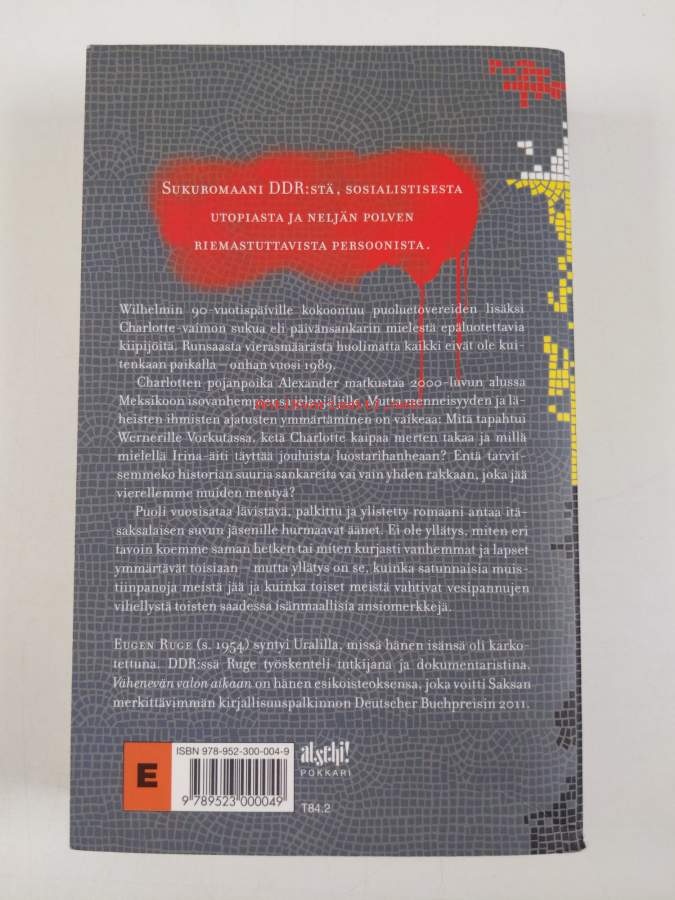 SUKUROMAANI DDR:STÄ, SOSIALISTISESTA
UTOPIASTA JA NELJÄN POLVEN
RIEMASTUTTAVISTA PERSOONISTA.
Wilhelmin 90-vuotispäiville kokoontuu puoluetovereiden lisäksi
Charlotte-vaimon sukua eli päivänsankarin mielestä epäluotettavia
kiipijöitä. Runsaasta vierasmäärästä huolimatta kaikki eivät ole kui-
tenkaan paikalla – onhan vuosi 1989.
Charlotten pojanpoika Alexander matkustaa 2000-luvun alussa
Meksikoon isovanhempiensa jalanjäljille. Mutta menneisyyden ja lä-
heisten ihmisten ajatusten ymmärtäminen on vaikeaa: Mitä tapahtui
Wernerille Vorkutassa, ketä Charlotte kaipaa merten takaa ja millä
mielellä Irina-äiti täyttää jouluista luostarihanheaan? Entä tarvit-
semmeko historian suuria sankareita vai vain yhden rakkaan, joka jää
vierellemme muiden mentyä?
Puoli vuosisataa lävistävä, palkittu ja ylistetty romaani antaa itä-
saksalaisen suvun jäsenille hurmaavat äänet. Ei ole yllätys, miten eri
tavoin koemme saman hetken tai miten kurjasti vanhemmat ja lapset
ymmärtävät toisiaan – mutta yllätys on se, kuinka satunnaisia muis-
tiinpanoja meistä jää ja kuinka toiset meistä vahtivat vesipannujen
vihellystä toisten saadessa isänmaallisia ansiomerkkejä.
EUGEN RUGE (s. 1954) syntyi Uralilla, missä hänen isänsä oli karko-
tettuna. DDR:ssä Ruge työskenteli tutkijana ja dokumentaristina.
Vähenevän valon aikaan on hänen esikoisteoksensa, joka voitti Saksan
merkittävimmän kirjallisuuspalkinnon Deutscher Buchpreisin 2011.
E
ISBN 978-952-300-004-9
9 789523 000049
atschi!
POKKARI
T84.2